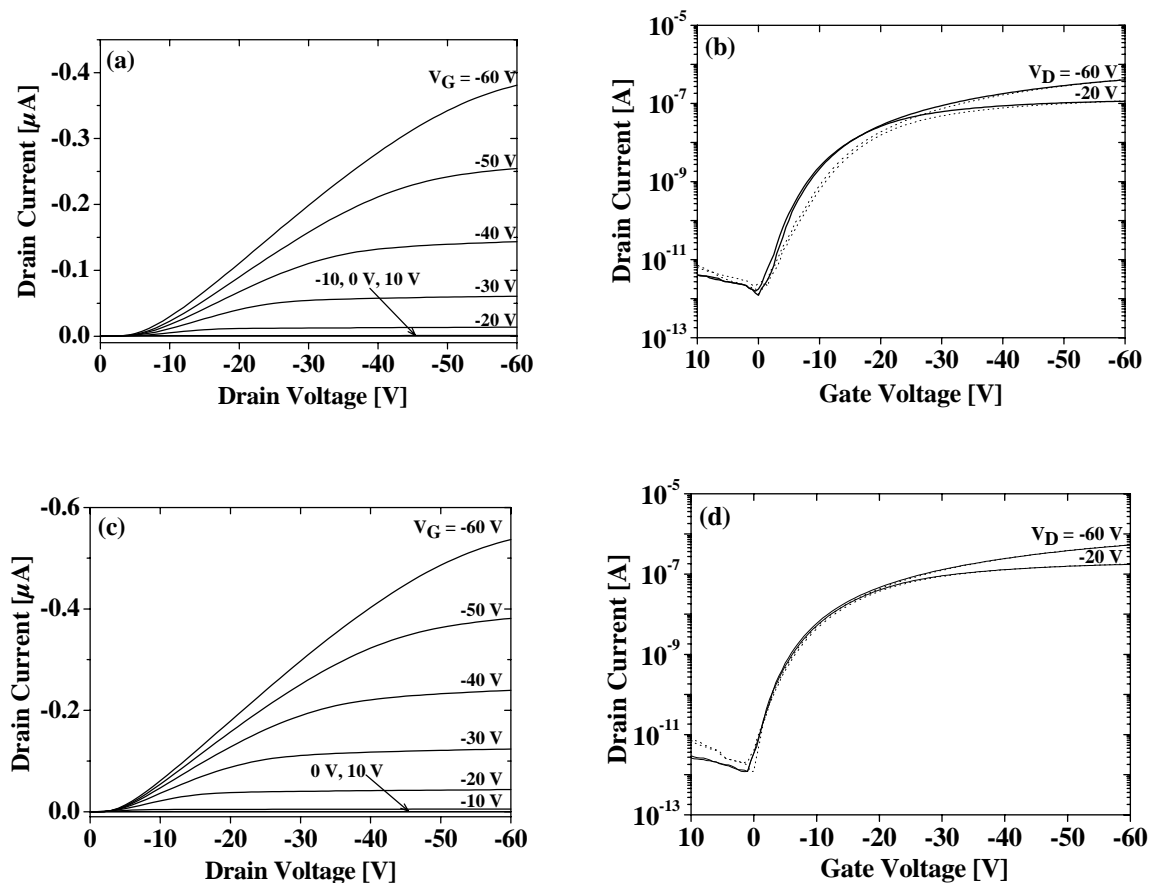 (a)
V_G = -60 V
-50 V
-40 V
-10, 0 V, 10 V
-30 V
-20 V
-0.4
-0.3
-0.2
-0.1
0.0
Drain Current [μA]
0 -10 -20 -30 -40 -50 -60
Drain Voltage [V]
(b)
V_D = -60 V
-20 V
10^-5
10^-7
10^-9
10^-11
10^-13
Drain Current [A]
10 0 -10 -20 -30 -40 -50 -60
Gate Voltage [V]
(c)
V_G = -60 V
-50 V
-40 V
-30 V
0 V, 10 V
-20 V
-10 V
-0.6
-0.4
-0.2
0.0
Drain Current [μA]
0 -10 -20 -30 -40 -50 -60
Drain Voltage [V]
(d)
V_D = -60 V
-20 V
10^-5
10^-7
10^-9
10^-11
10^-13
Drain Current [A]
10 0 -10 -20 -30 -40 -50 -60
Gate Voltage [V]